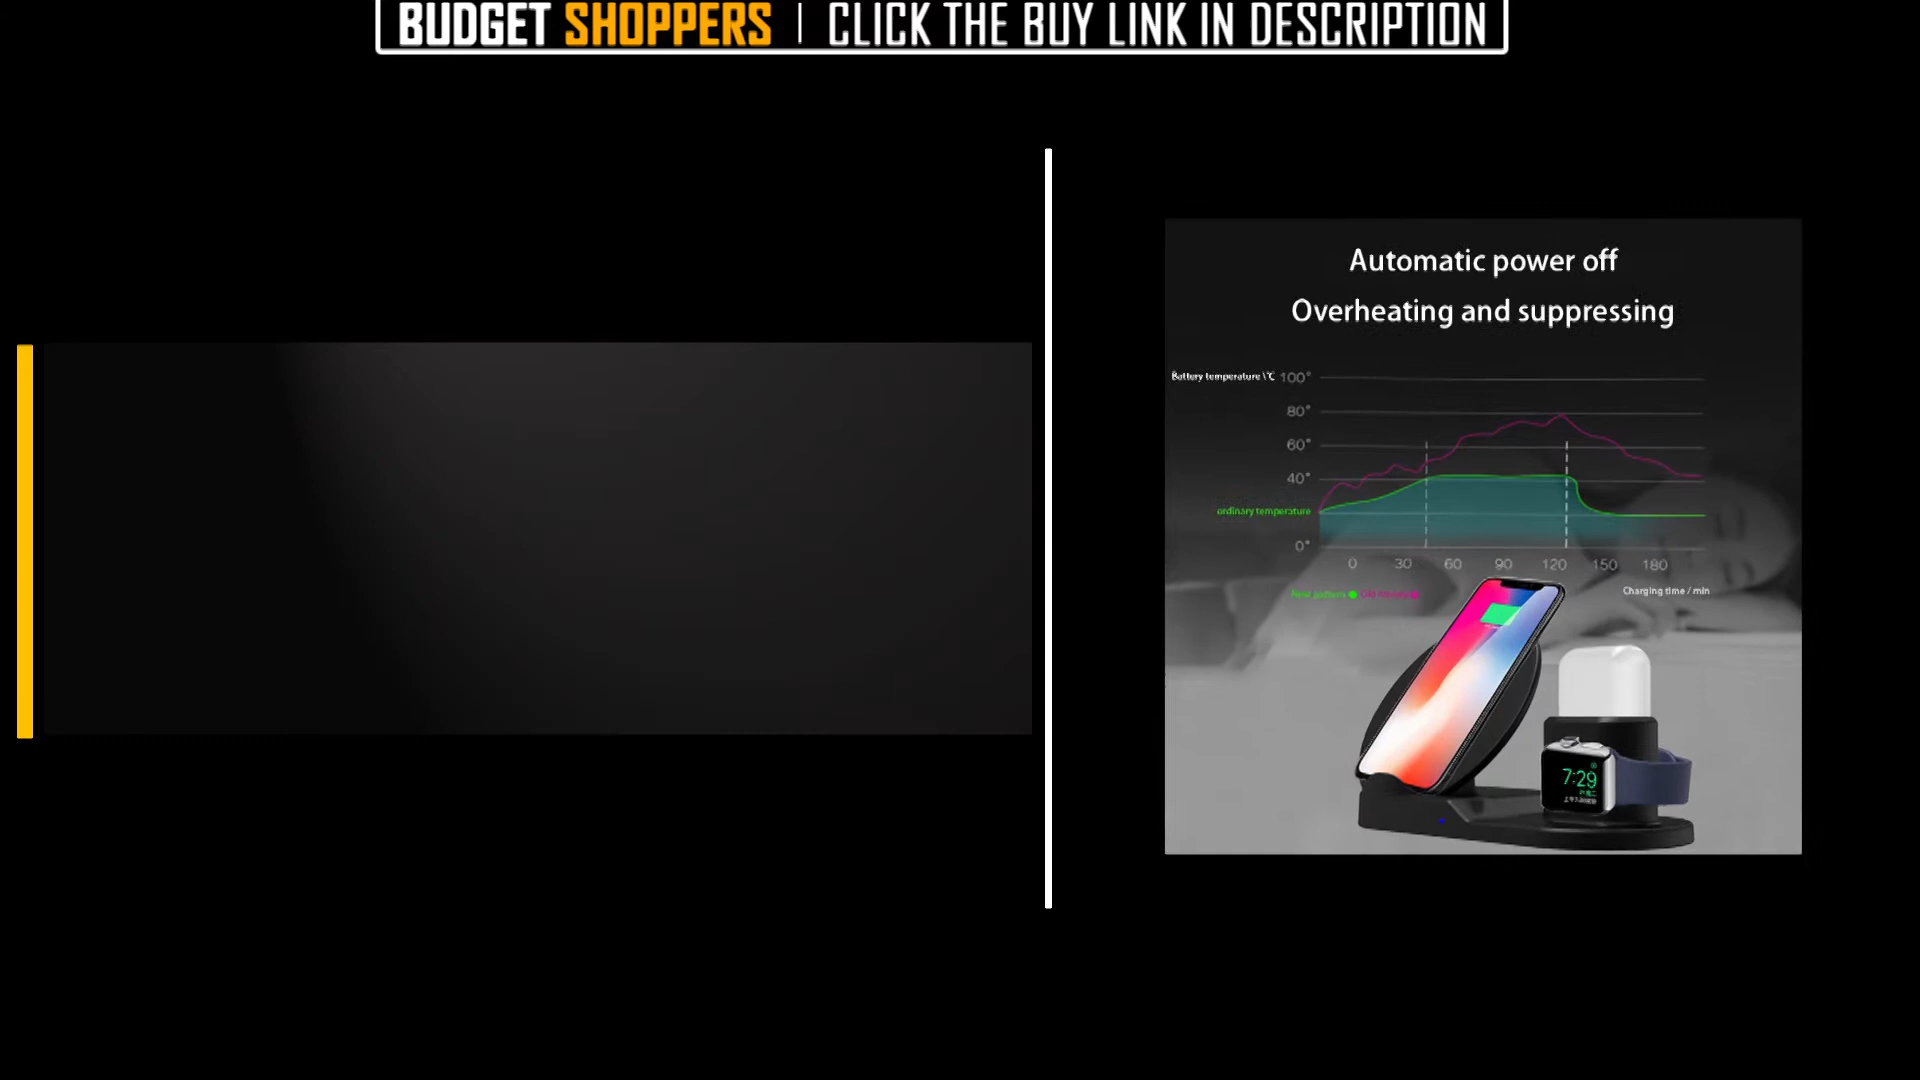 BUDGET SHOPPERS | CLICK THE BUY LINK IN DESCRIPTION
Automatic power off
Overheating and suppressing
Battery temperature \℃ 100°
80°
60°
40°
ordinary temperature
0°
0 30 60 90 120 150 180
Charging time / min
7:29